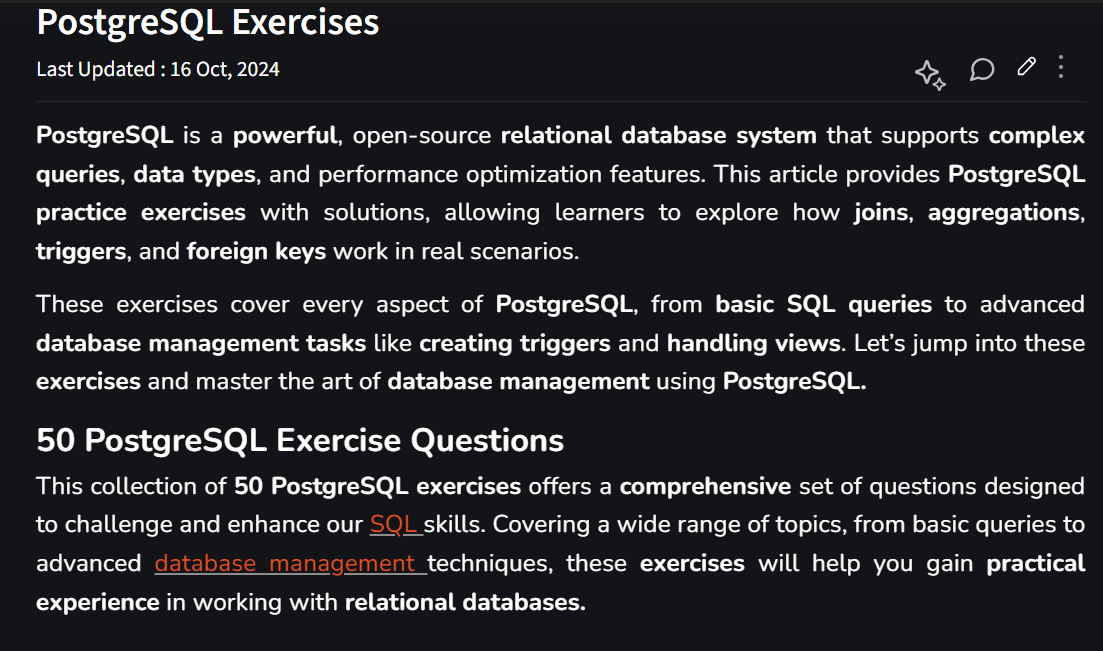 PostgreSQL Exercises
Last Updated : 16 Oct, 2024
PostgreSQL is a powerful, open-source relational database system that supports complex
queries, data types, and performance optimization features. This article provides PostgreSQL
practice exercises with solutions, allowing learners to explore how joins, aggregations,
triggers, and foreign keys work in real scenarios.
These exercises cover every aspect of PostgreSQL, from basic SQL queries to advanced
database management tasks like creating triggers and handling views. Let’s jump into these
exercises and master the art of database management using PostgreSQL.
50 PostgreSQL Exercise Questions
This collection of 50 PostgreSQL exercises offers a comprehensive set of questions designed
to challenge and enhance our SQL skills. Covering a wide range of topics, from basic queries to
advanced database management techniques, these exercises will help you gain practical
experience in working with relational databases.